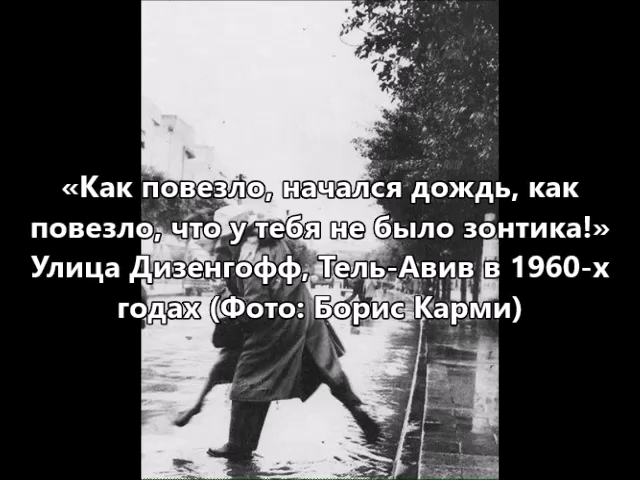 «Как повезло, начался дождь, как
повезло, что у тебя не было зонтика!»
Улица Дизенгофф, Тель-Авив в 1960-х
годах (Фото: Борис Карми)